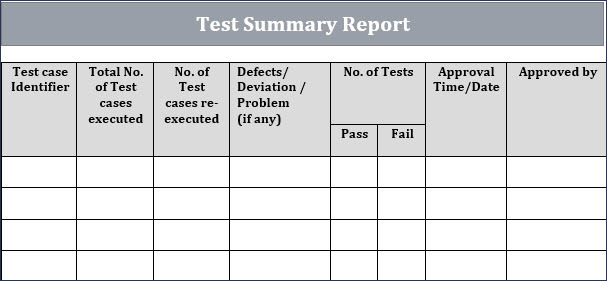 Test Summary Report
Test case
Identifier
Total No.
of Test
cases
executed
No. of
Test
cases re-
executed
Defects/
Deviation /
Problem
(if any)
No. of Tests
Pass
Fail
Approval
Time/Date
Approved by